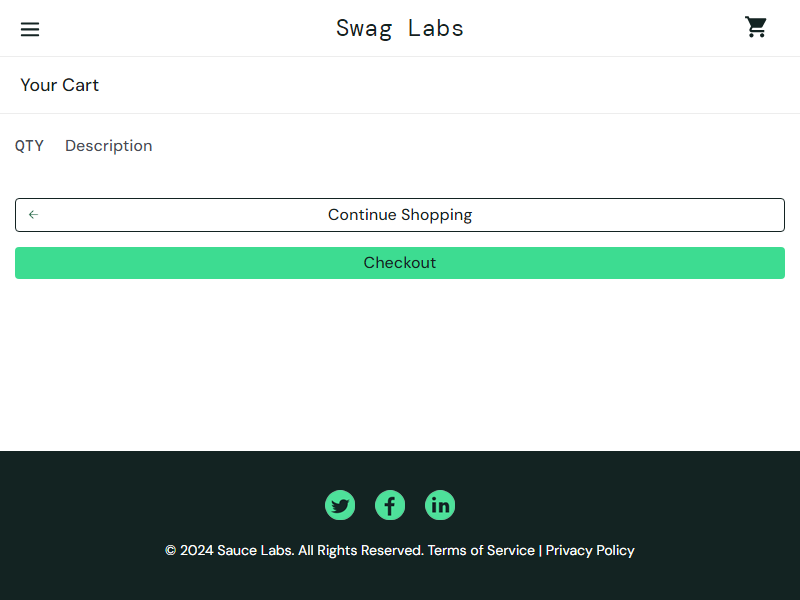 Swag Labs
Your Cart
QTY Description
Continue Shopping
Checkout
© 2024 Sauce Labs. All Rights Reserved. Terms of Service | Privacy Policy